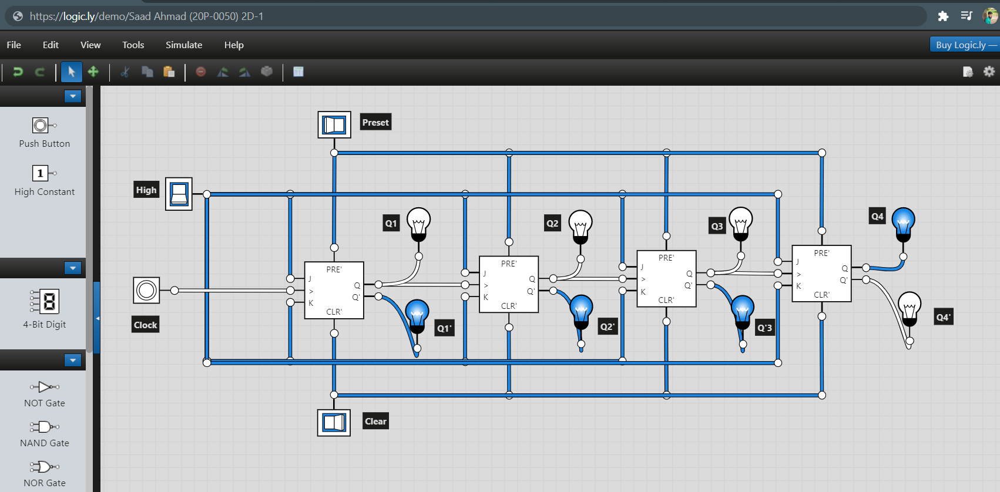 https://logic.ly/demo/Saad Ahmad (20P-0050) 2D-1
File Edit View Tools Simulate Help
Buy Logic.ly —
Push Button
1
High Constant
8
4-Bit Digit
NOT Gate
NAND Gate
NOR Gate
Preset
High
Clock
Clear
Q1
Q2
Q3
Q4
Q1'
Q2'
Q'3
Q4'
PRE'
J
>
K
Q
Q'
CLR'
PRE'
J
>
K
Q
Q'
CLR'
PRE'
J
>
K
Q
Q'
CLR'
PRE'
J
>
K
Q
Q'
CLR'